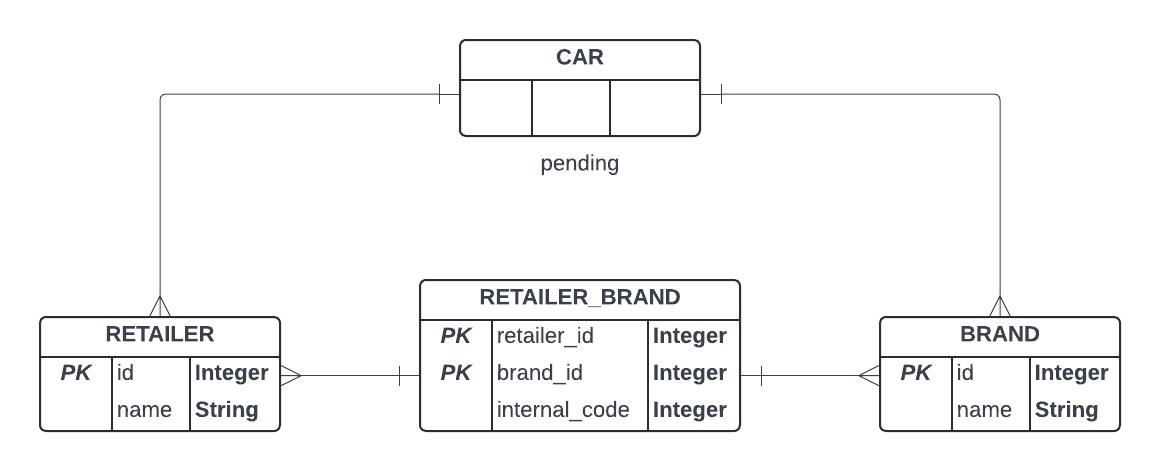 CAR
pending
RETAILER_BRAND
PK retailer_id Integer
PK brand_id Integer
internal_code Integer
RETAILER
PK id Integer
name String
BRAND
PK id Integer
name String